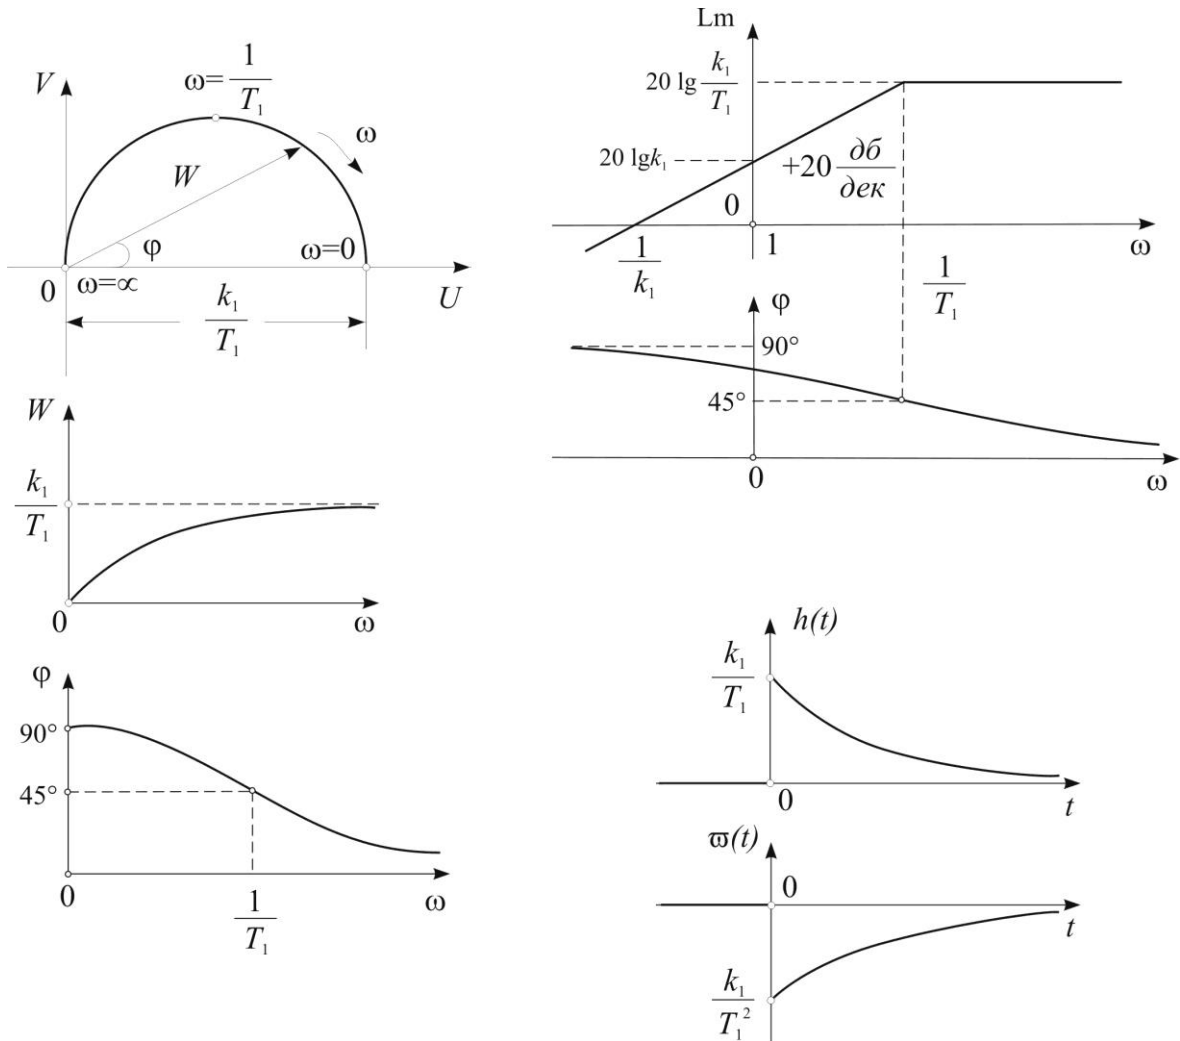 V
ω=1/T₁
ω
W
φ
ω=0
0
ω=∝
U
k₁/T₁
Lm
20 lg k₁/T₁
20 lgk₁
+20 дб/дек
0
1
ω
1/k₁
1/T₁
φ
90°
45°
0
ω
W
k₁/T₁
0
ω
φ
90°
45°
0
1/T₁
ω
h(t)
k₁/T₁
0
t
ϖ(t)
0
t
k₁/T₁²